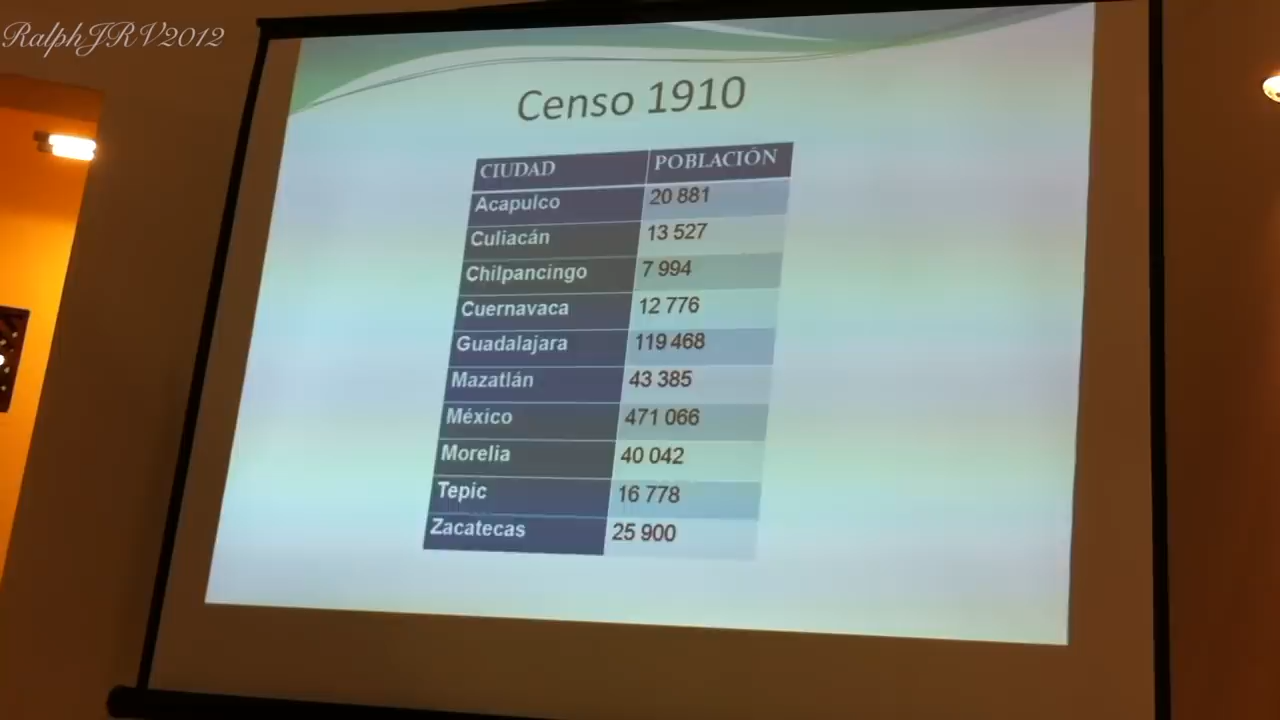 RalphJRV2012
Censo 1910
CIUDAD POBLACIÓN
Acapulco 20 881
Culiacán 13 527
Chilpancingo 7 994
Cuernavaca 12 776
Guadalajara 119 468
Mazatlán 43 385
México 471 066
Morelia 40 042
Tepic 16 778
Zacatecas 25 900